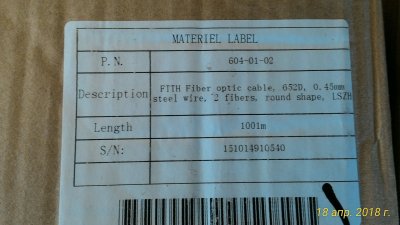 MATERIEL LABEL
P.N. 604-01-02
Description FTTH Fiber optic cable, 652D, 0.45mm
steel wire, 2 fibers, round shape, LSZH
Length 1001m
S/N: 151014910540
18 апр. 2018 г.